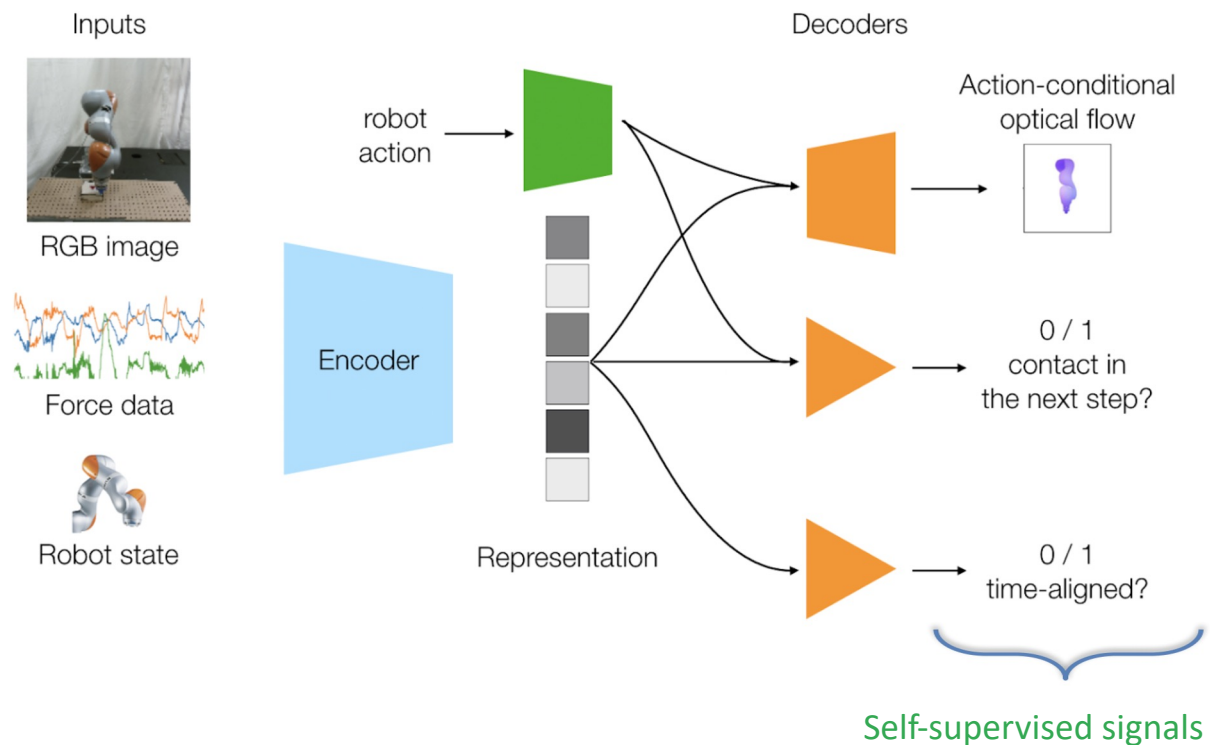 Inputs
RGB image
Force data
Robot state
Encoder
robot
action
Representation
Decoders
Action-conditional
optical flow
0 / 1
contact in
the next step?
0 / 1
time-aligned?
Self-supervised signals